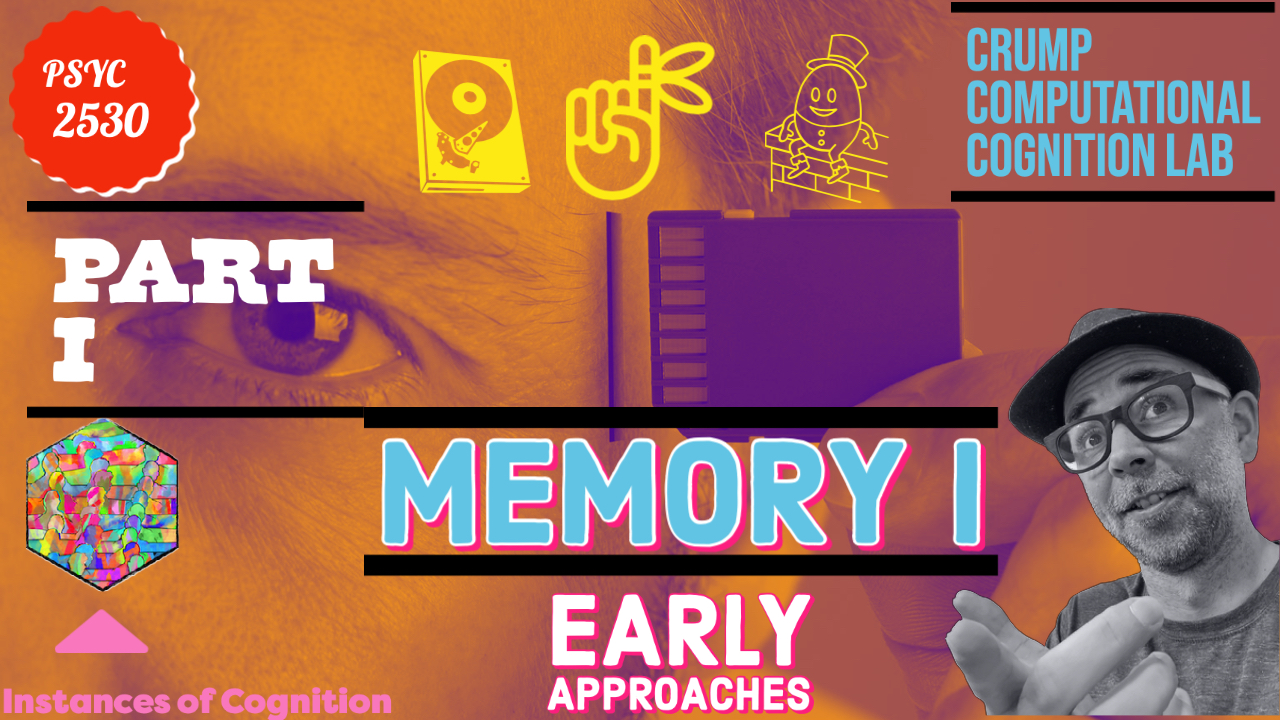 PSYC
2530
CRUMP
COMPUTATIONAL
COGNITION LAB
PART
I
MEMORY I
EARLY
APPROACHES
Instances of Cognition